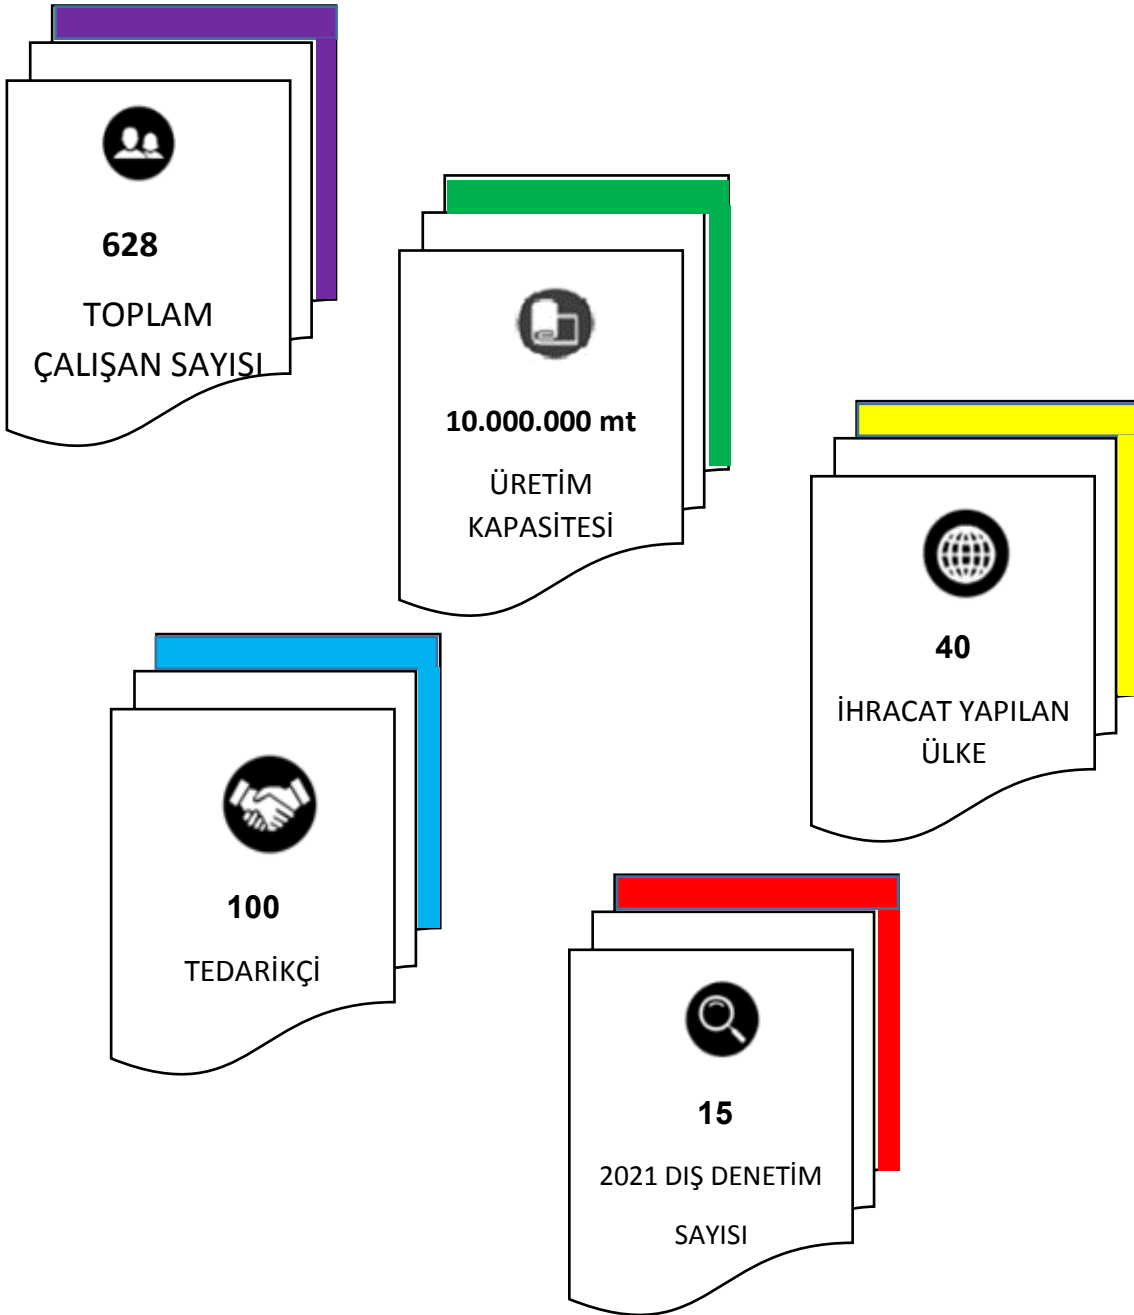 628
TOPLAM
ÇALIŞAN SAYISI
10.000.000 mt
ÜRETİM
KAPASİTESİ
40
İHRACAT YAPILAN
ÜLKE
100
TEDARİKÇİ
15
2021 DIŞ DENETİM
SAYISI